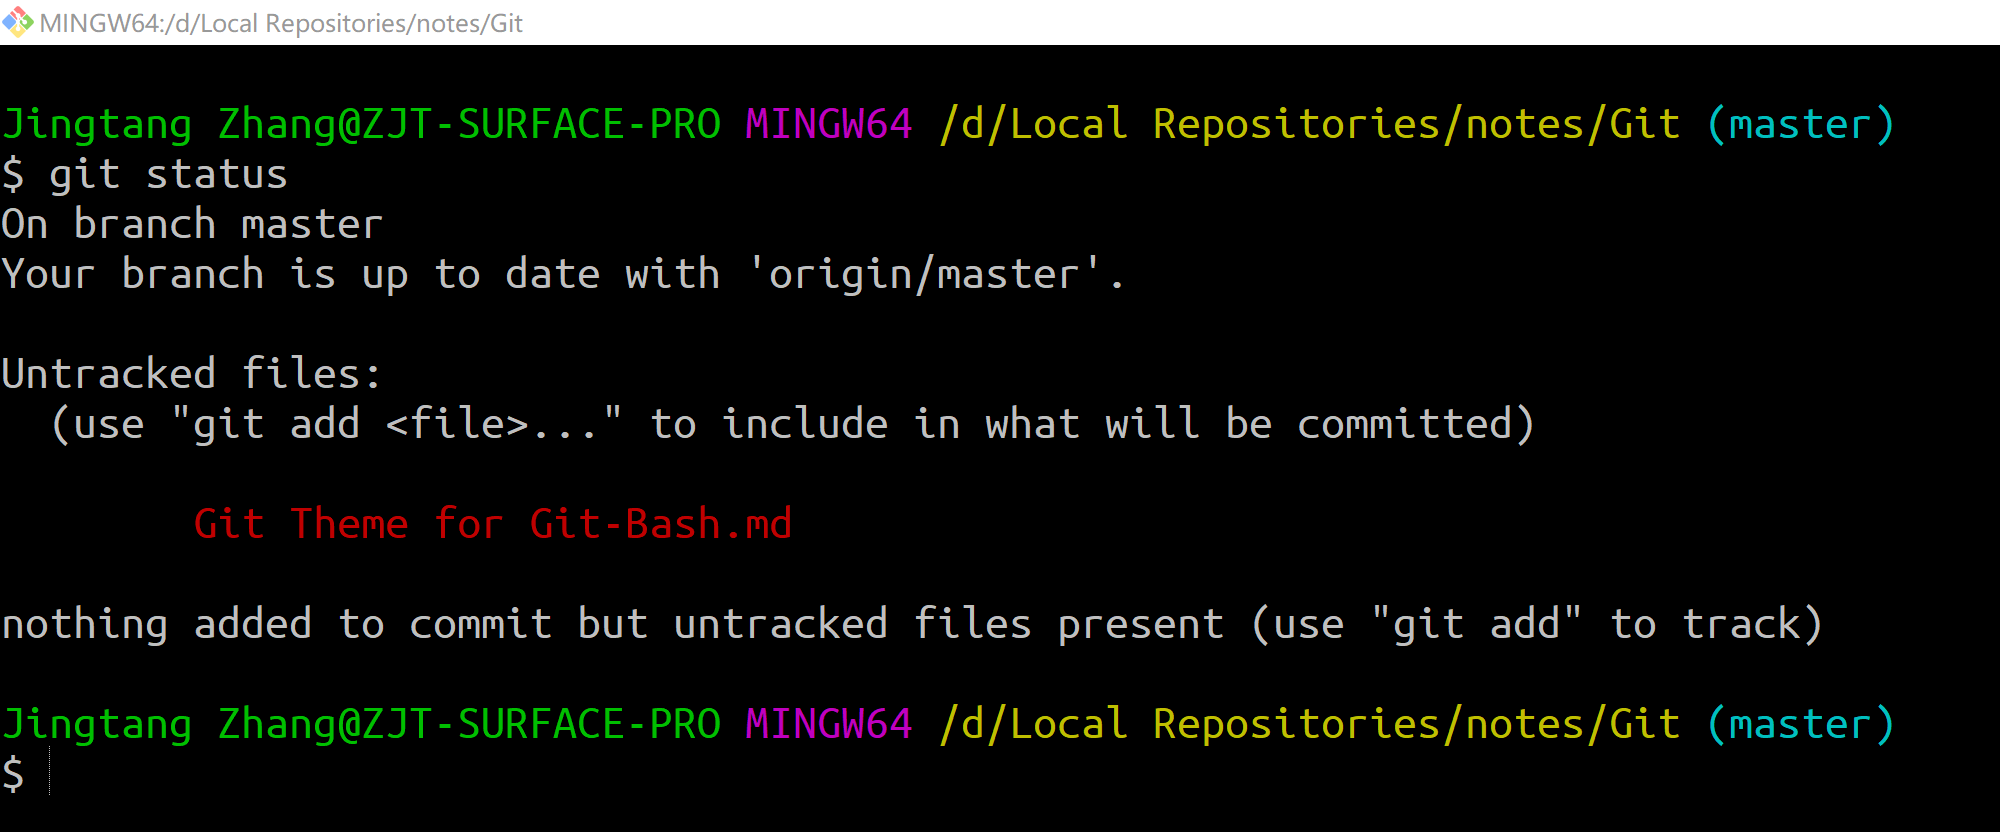 MINGW64:/d/Local Repositories/notes/Git
Jingtang Zhang@ZJT-SURFACE-PRO MINGW64 /d/Local Repositories/notes/Git (master)
$ git status
On branch master
Your branch is up to date with 'origin/master'.
Untracked files:
  (use "git add <file>..." to include in what will be committed)
        Git Theme for Git-Bash.md
nothing added to commit but untracked files present (use "git add" to track)
Jingtang Zhang@ZJT-SURFACE-PRO MINGW64 /d/Local Repositories/notes/Git (master)
$